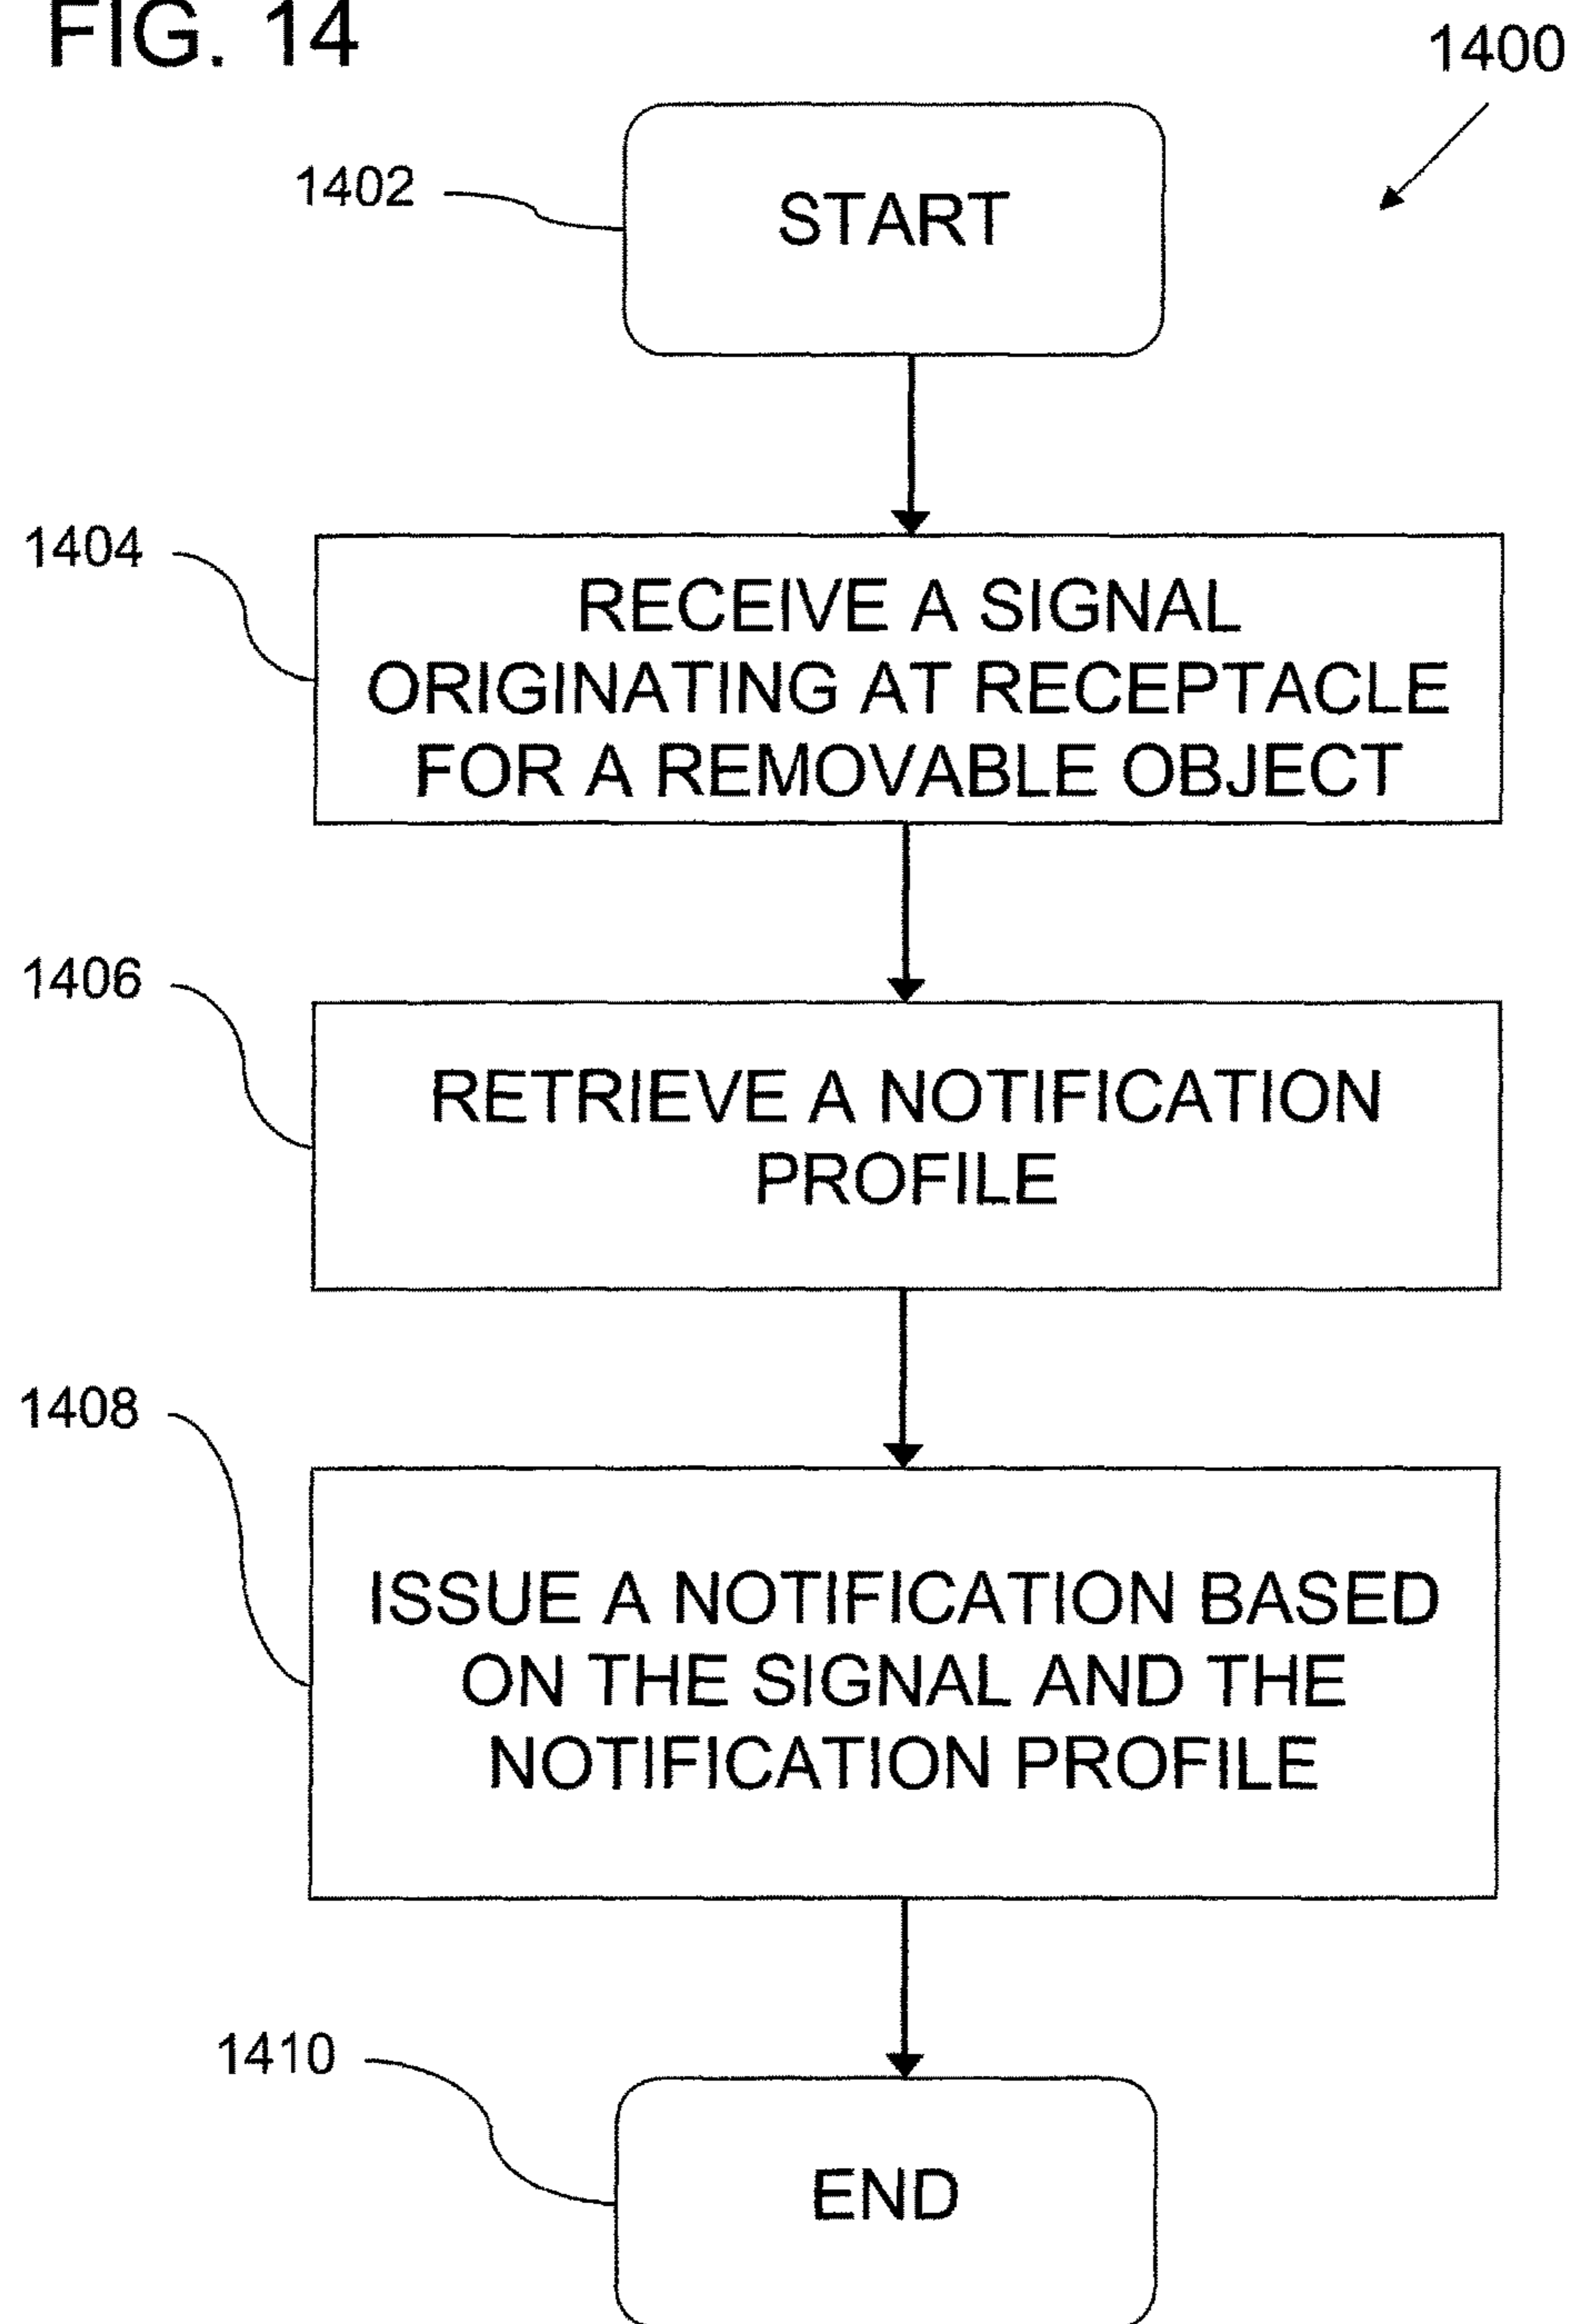 FIG. 14
1400
1402
START
1404
RECEIVE A SIGNAL
ORIGINATING AT RECEPTACLE
FOR A REMOVABLE OBJECT
1406
RETRIEVE A NOTIFICATION
PROFILE
1408
ISSUE A NOTIFICATION BASED
ON THE SIGNAL AND THE
NOTIFICATION PROFILE
1410
END